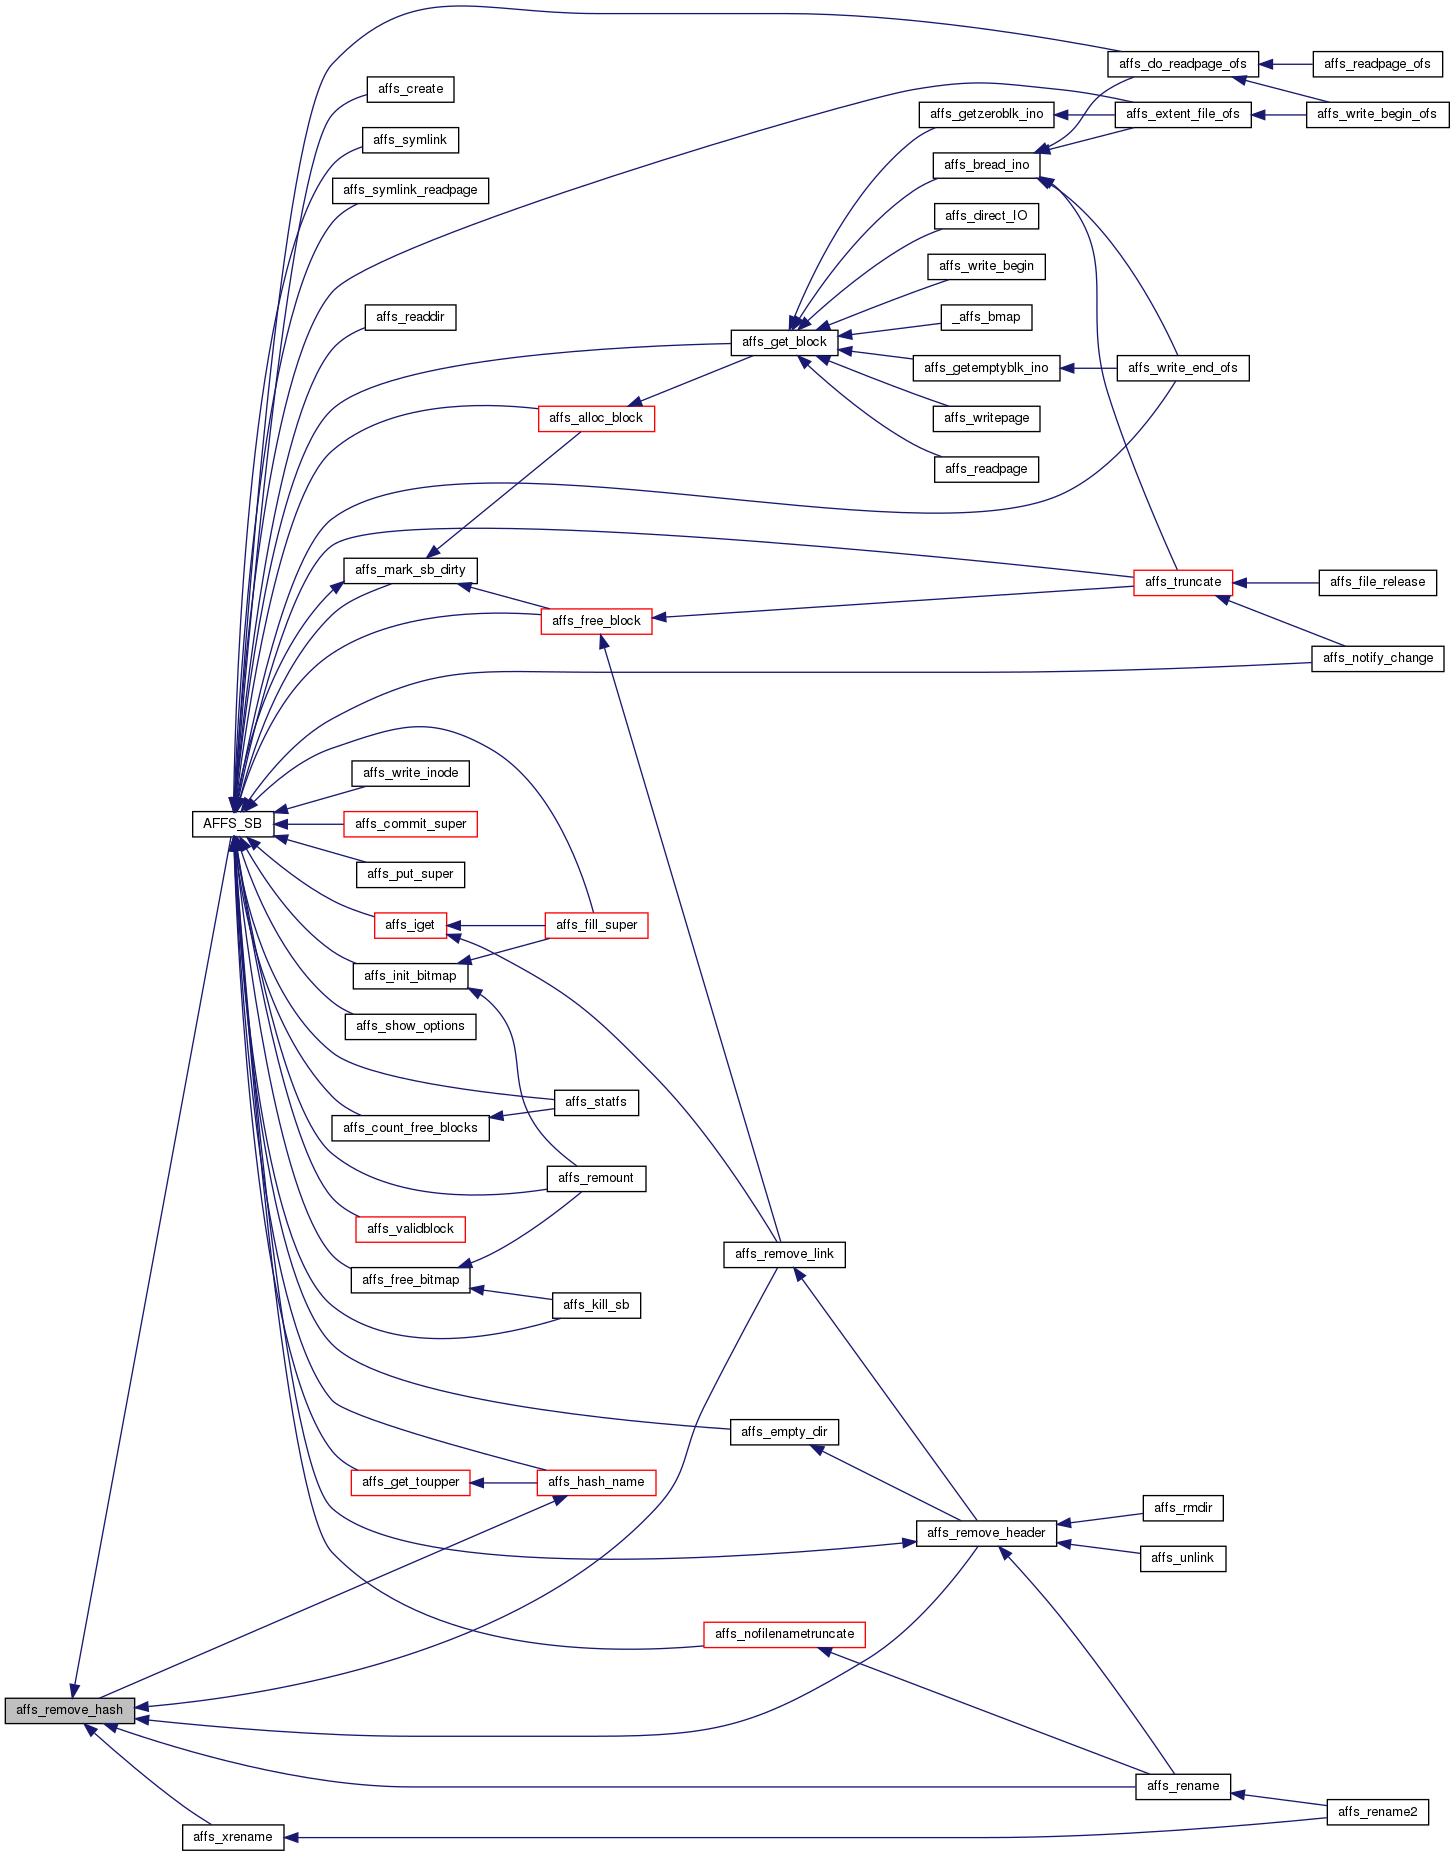 affs_do_readpage_ofs
affs_readpage_ofs
affs_create
affs_getzeroblk_ino
affs_extent_file_ofs
affs_write_begin_ofs
affs_symlink
affs_bread_ino
affs_symlink_readpage
affs_direct_IO
affs_write_begin
affs_readdir
_affs_bmap
affs_get_block
affs_getemptyblk_ino
affs_write_end_ofs
affs_alloc_block
affs_writepage
affs_readpage
affs_mark_sb_dirty
affs_truncate
affs_file_release
affs_free_block
affs_notify_change
affs_write_inode
AFFS_SB
affs_commit_super
affs_put_super
affs_iget
affs_fill_super
affs_init_bitmap
affs_show_options
affs_statfs
affs_count_free_blocks
affs_remount
affs_validblock
affs_remove_link
affs_free_bitmap
affs_kill_sb
affs_empty_dir
affs_get_toupper
affs_hash_name
affs_rmdir
affs_remove_header
affs_unlink
affs_nofilenametruncate
affs_remove_hash
affs_rename
affs_rename2
affs_xrename